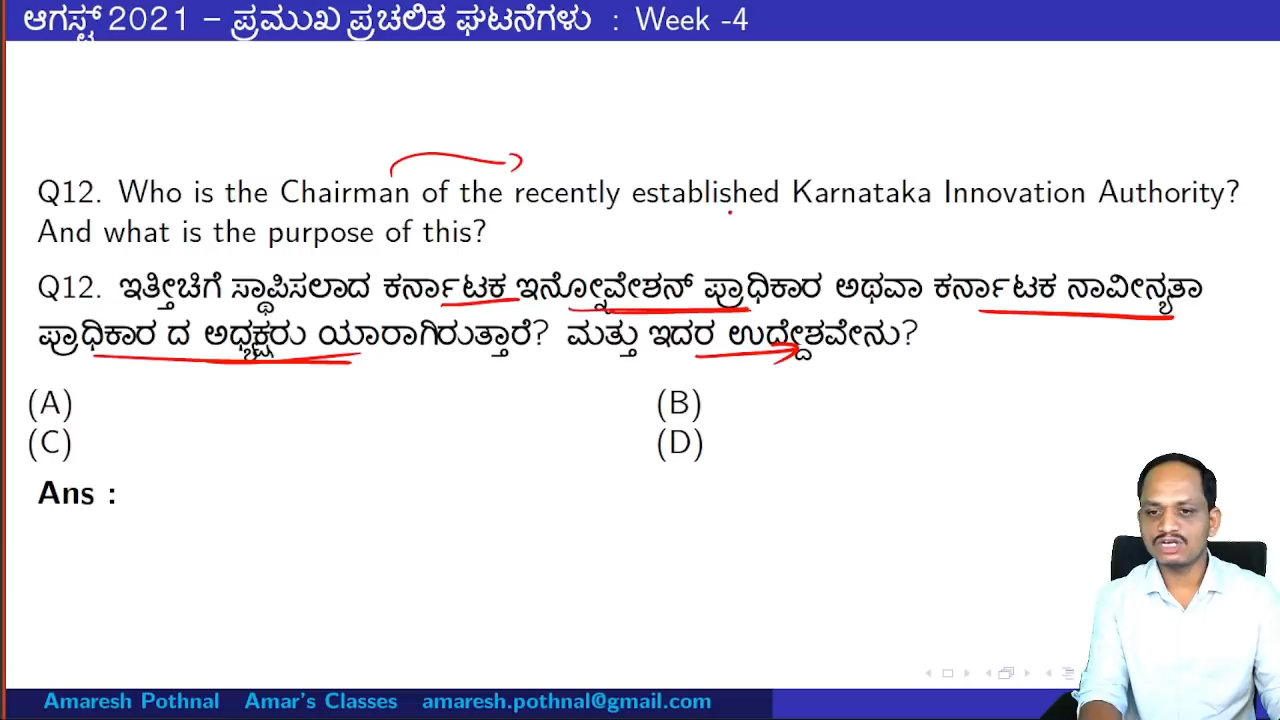 ಆಗಸ್ಟ್ 2021 – ಪ್ರಮುಖ ಪ್ರಚಲಿತ ಘಟನೆಗಳು : Week -4
Q12. Who is the Chairman of the recently established Karnataka Innovation Authority?
And what is the purpose of this?
Q12. ಇತ್ತೀಚಿಗೆ ಸ್ಥಾಪಿಸಲಾದ ಕರ್ನಾಟಕ ಇನ್ನೋವೇಶನ್ ಪ್ರಾಧಿಕಾರ ಅಥವಾ ಕರ್ನಾಟಕ ನಾವೀನ್ಯತಾ
ಪ್ರಾಧಿಕಾರ ದ ಅಧ್ಯಕ್ಷರು ಯಾರಾಗಿರುತ್ತಾರೆ? ಮತ್ತು ಇದರ ಉದ್ದೇಶವೇನು?
(A) (B)
(C) (D)
Ans :
Amaresh Pothnal Amar's Classes amaresh.pothnal@gmail.com